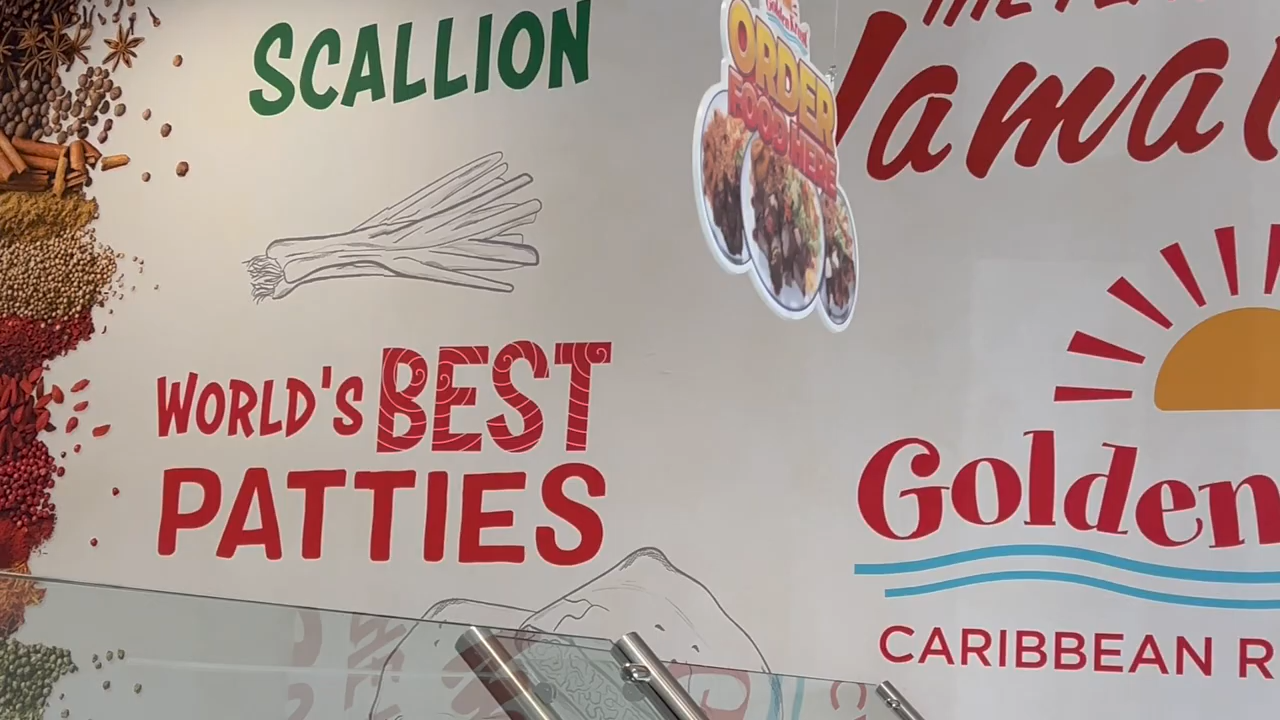 SCALLION
WORLD'S BEST
PATTIES
ORDER
FOOD HERE
Golden
CARIBBEAN R